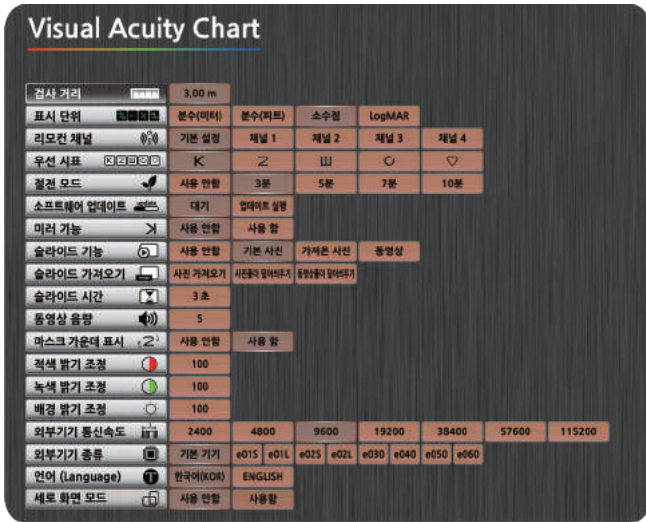 Visual Acuity Chart
검사 거리 3.00 m
표시 단위 분수(미터) 분수(피트) 소수점 LogMAR
리모컨 채널 기본 설정 채널 1 채널 2 채널 3 채널 4
우선 시표 K Z Ш C ♡
절전 모드 사용 안함 3분 5분 7분 10분
소프트웨어 업데이트 update 대기 업데이트 실행
미러 기능 사용 안함 사용 함
슬라이드 기능 사용 안함 기본 사진 가져온 사진 동영상
슬라이드 가져오기 사진 가져오기 사진폴더 덮어씌우기 동영상폴더 덮어씌우기
슬라이드 시간 3 초
동영상 음량 5
마스크 가운데 표시 Z 사용 안함 사용 함
적색 밝기 조정 100
녹색 밝기 조정 100
배경 밝기 조정 100
외부기기 통신속도 2400 4800 9600 19200 38400 57600 115200
외부기기 종류 기본 기기 e01S e01L e02S e02L e030 e040 e050 e060
언어 (Language) 한국어(KOR) ENGLISH
세로 화면 모드 사용 안함 사용함